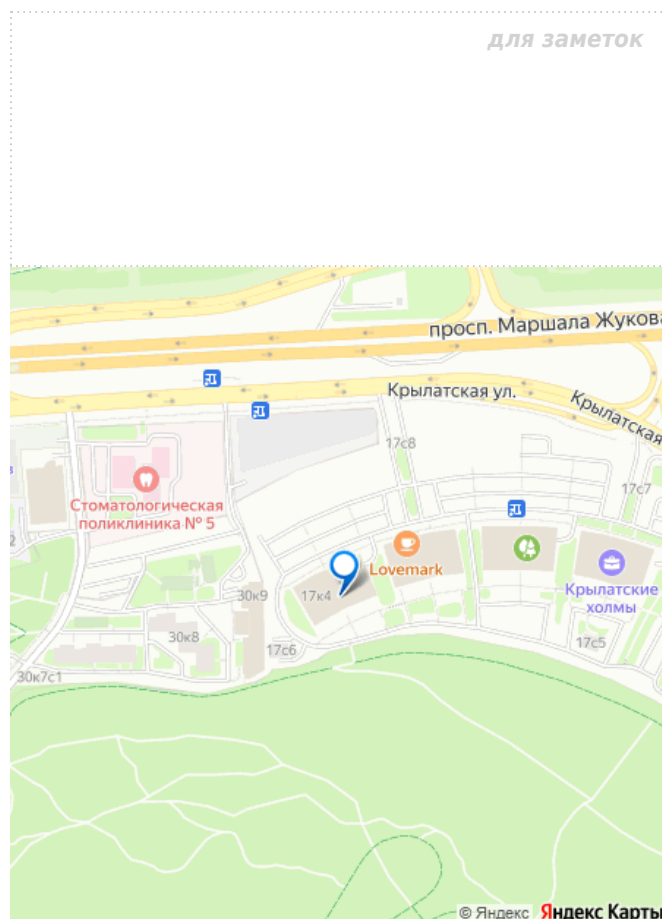 для заметок
просп. Маршала Жукова
Крылатская ул.
Крылатская
17с8
17с7
Стоматологическая
поликлиника № 5
2
Lovemark
Крылатские
холмы
30к9
17к4
30к8
17с6
17с5
30к7с1
© Яндекс Яндекс Карты